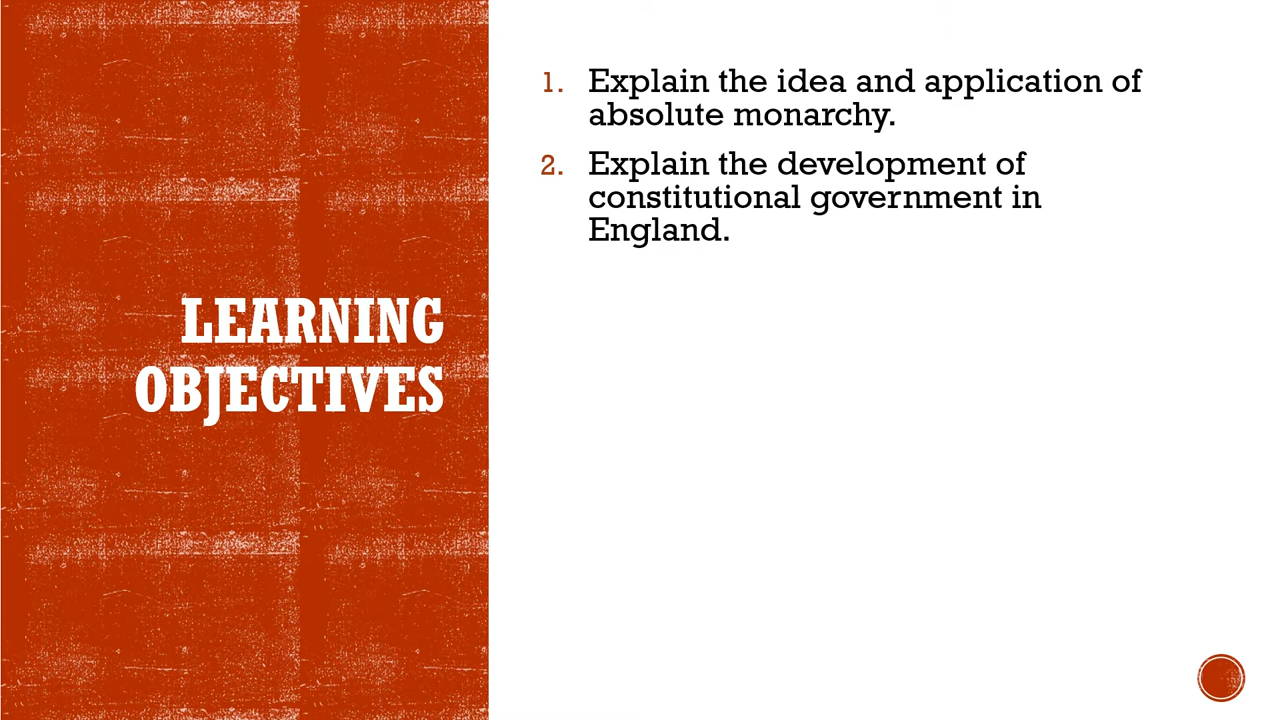 LEARNING
OBJECTIVES
1. Explain the idea and application of
absolute monarchy.
2. Explain the development of
constitutional government in
England.